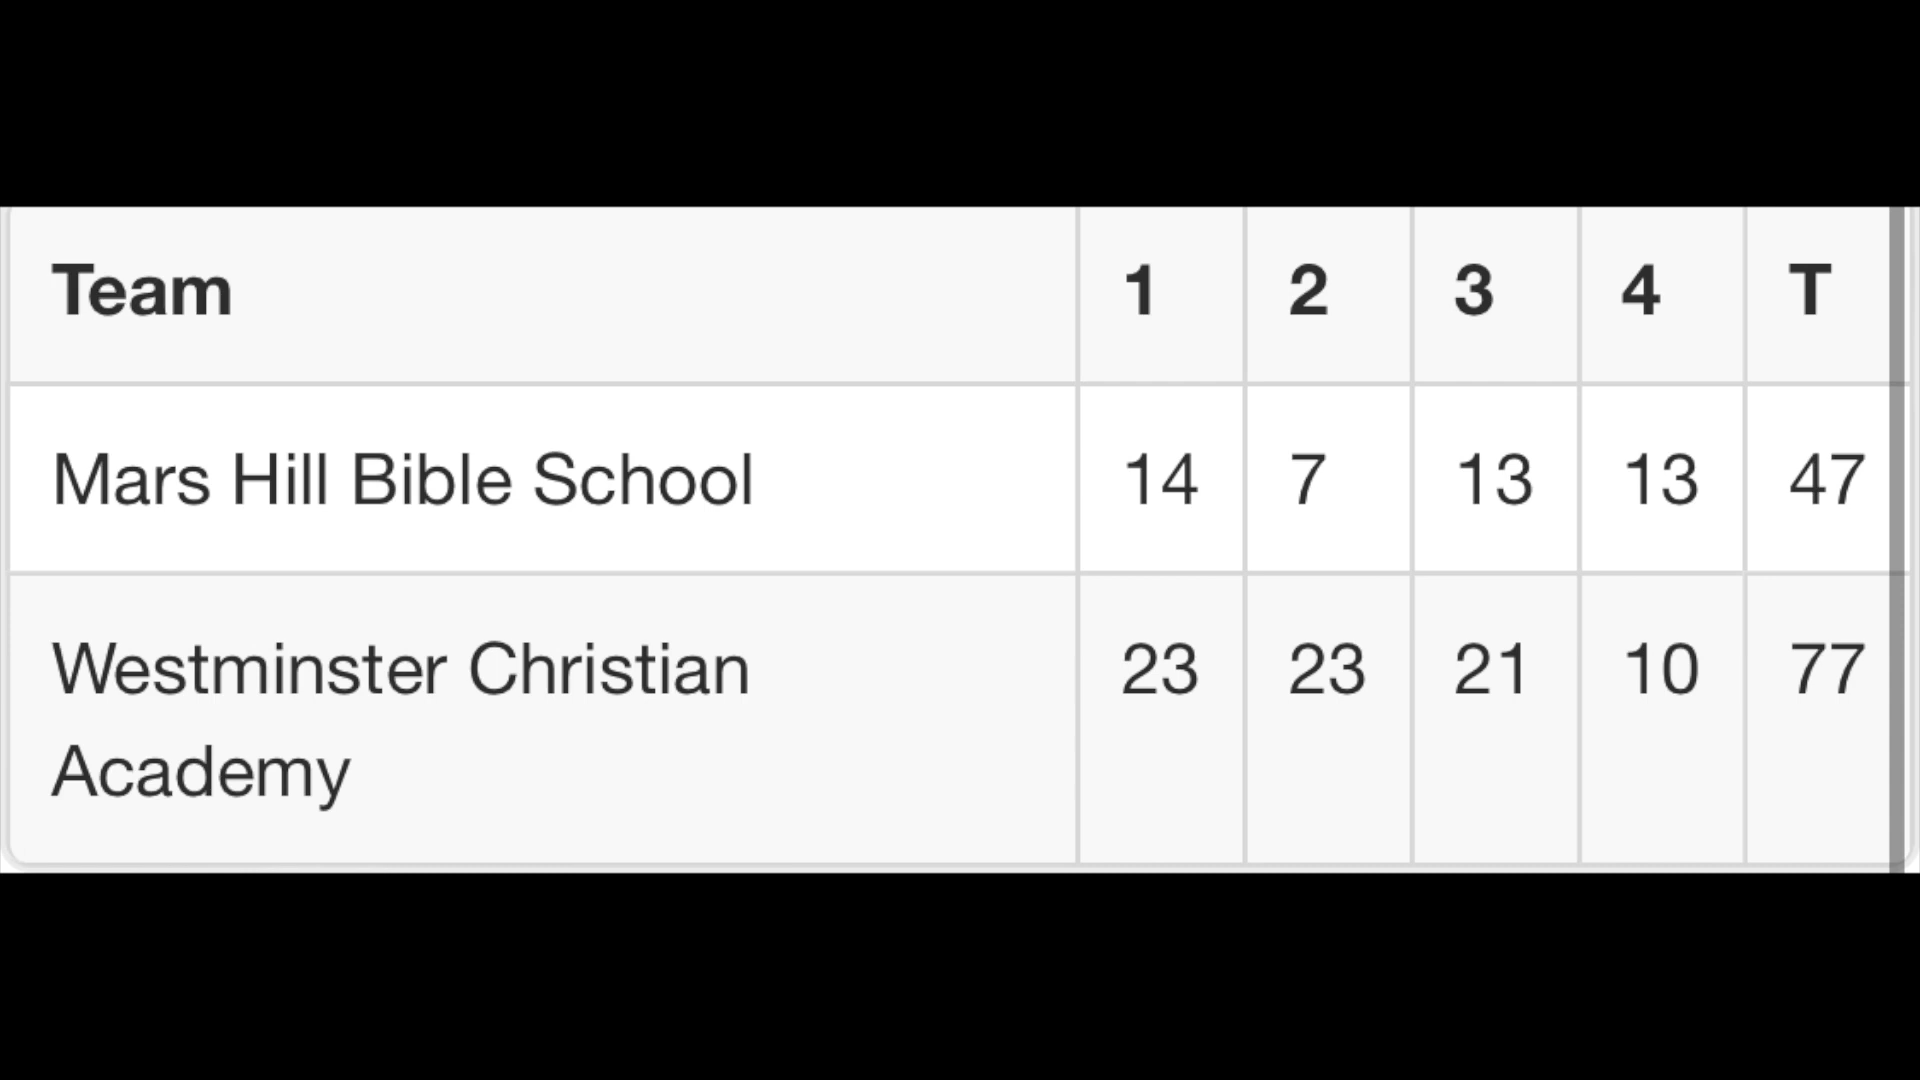 Team 1 2 3 4 T
Mars Hill Bible School 14 7 13 13 47
Westminster Christian 23 23 21 10 77
Academy